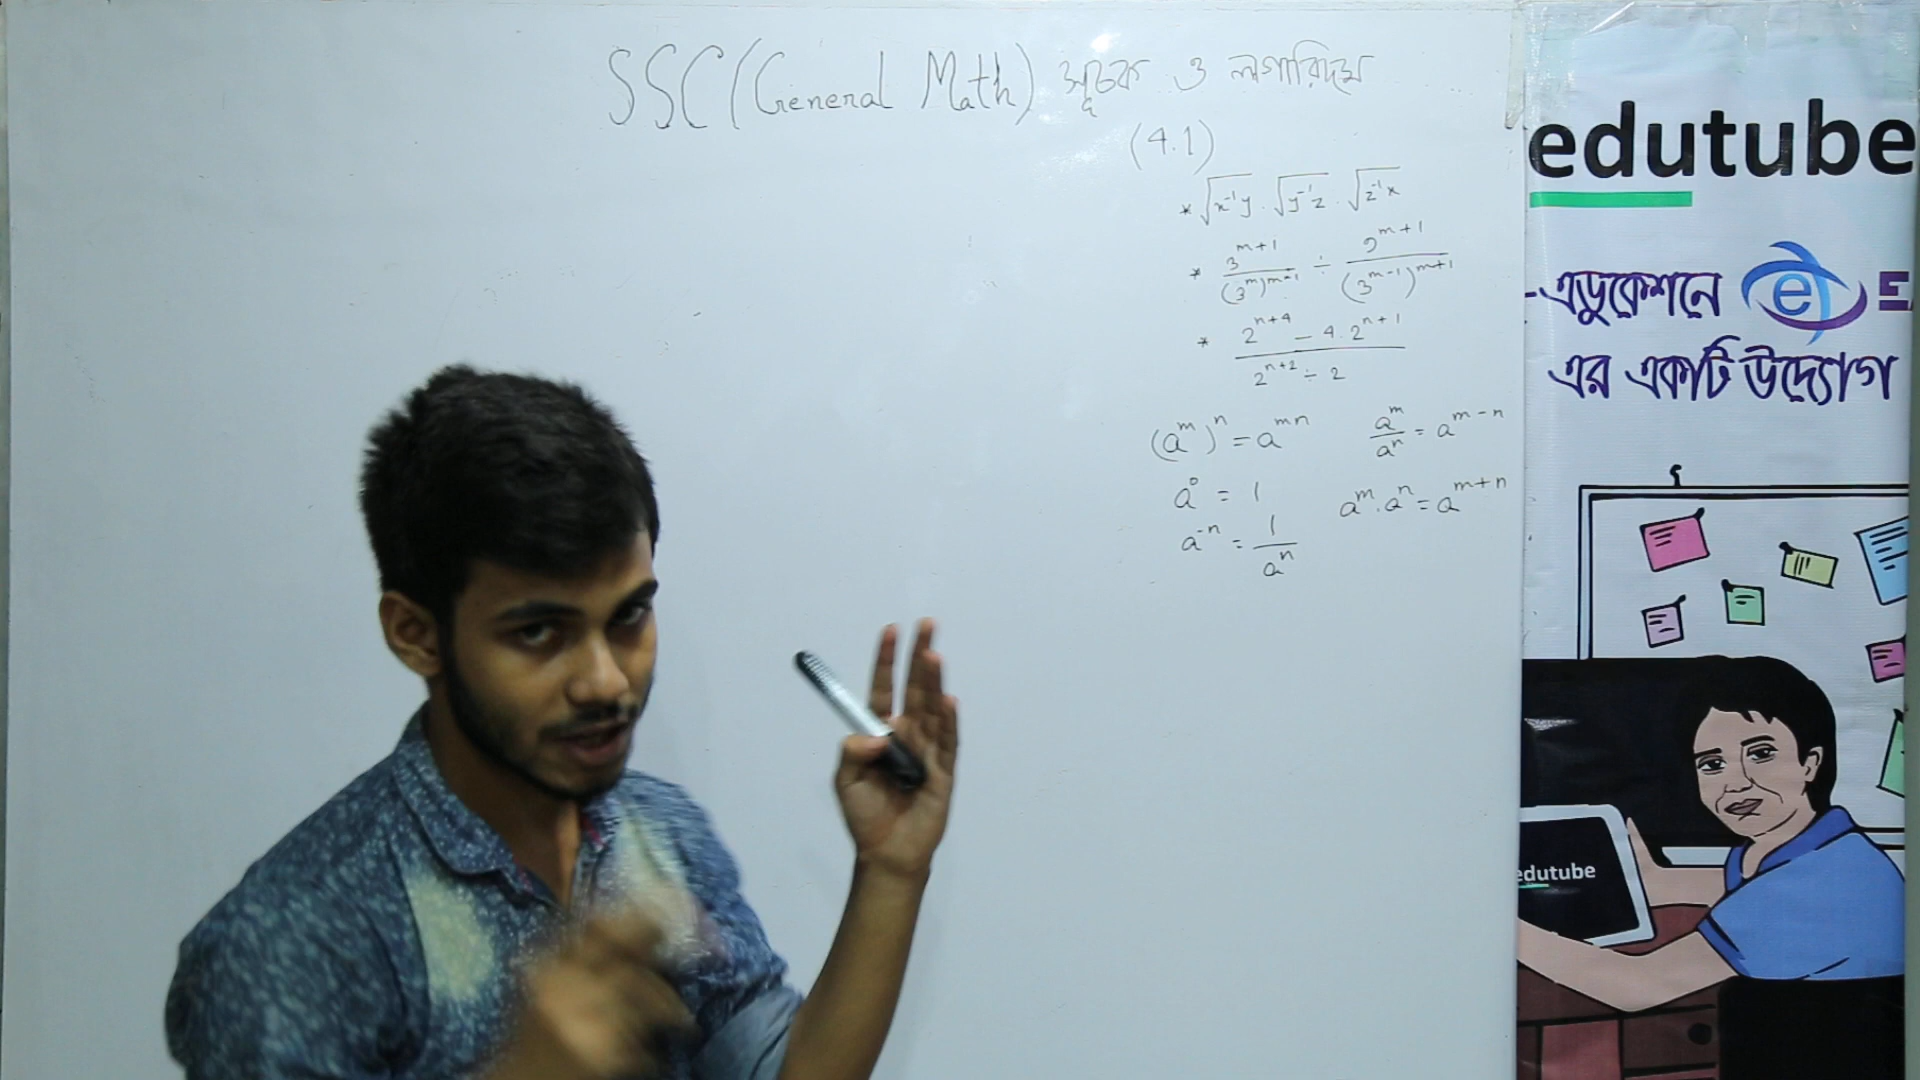 SSC (General Math) সূচক ও লগারিদম
(4.1)
* √x⁻¹y . √y⁻¹z . √z⁻¹x
* 3^(m+1) / (3^m)^(m-1) ÷ 9^(m+1) / (3^(m-1))^(m+1)
* (2^(n+4) - 4.2^(n+1)) / (2^(n+2) ÷ 2)
(a^m)^n = a^(mn)
a^m / a^n = a^(m-n)
a^0 = 1
a^m . a^n = a^(m+n)
a^(-n) = 1 / a^n
edutube
-এডুকেশনে e
এর একটি উদ্যোগ
edutube